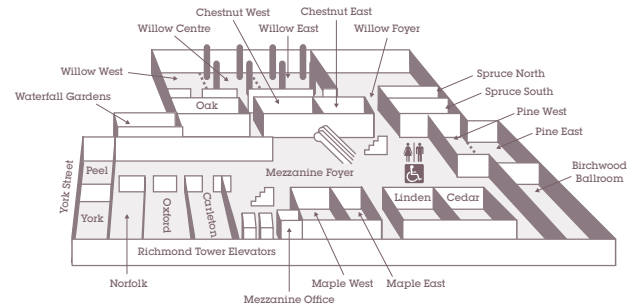 Chestnut West
Chestnut East
Willow Centre
Willow East
Willow Foyer
Willow West
Spruce North
Waterfall Gardens
Oak
Spruce South
Pine West
Pine East
York Street
Peel
Mezzanine Foyer
Birchwood
Ballroom
York
Oxford
Carleton
Linden
Cedar
Richmond Tower Elevators
Norfolk
Maple West
Maple East
Mezzanine Office